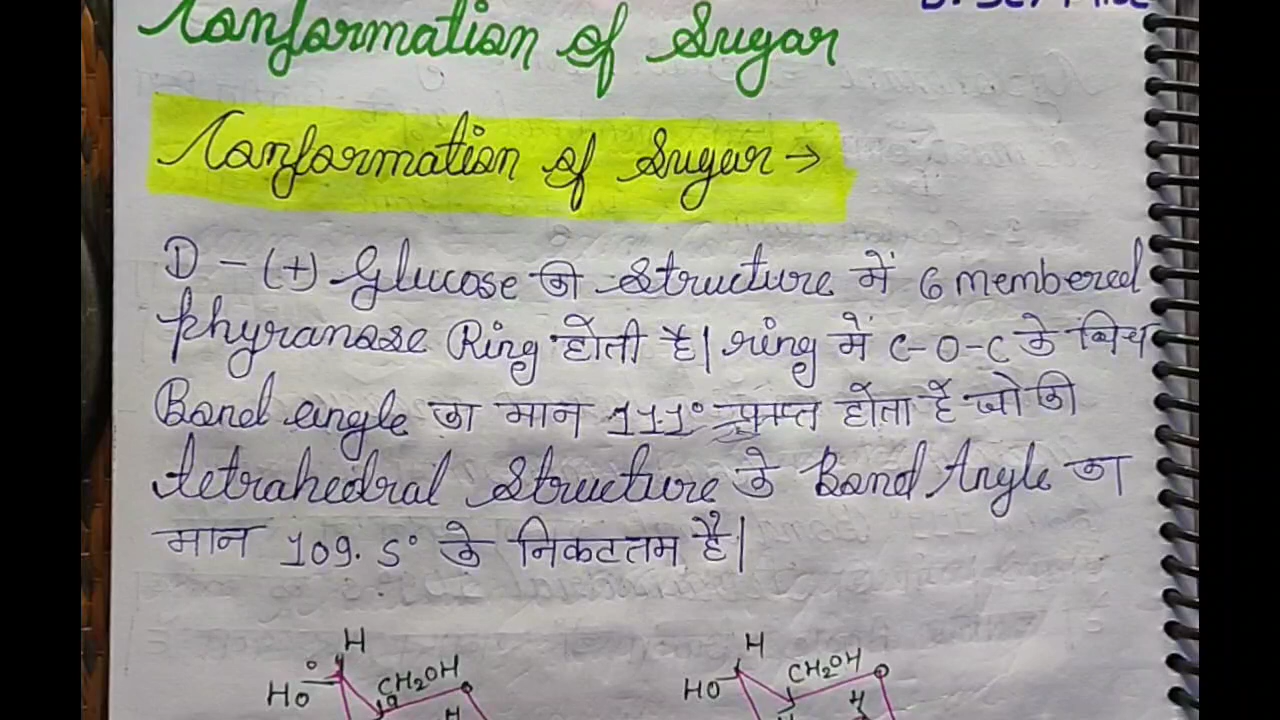 Conformation of Sugar
Conformation of Sugar →
D-(+) Glucose की Structure में 6 membered
Phyranose Ring होती है| ring में C-O-C के बिच
Bond angle का मान 111° प्राप्त होता है जो की
tetrahedral Structure के Bond Angle का
मान 109.5° के निकटतम है|
H H
HO CH₂OH HO CH₂OH
H H